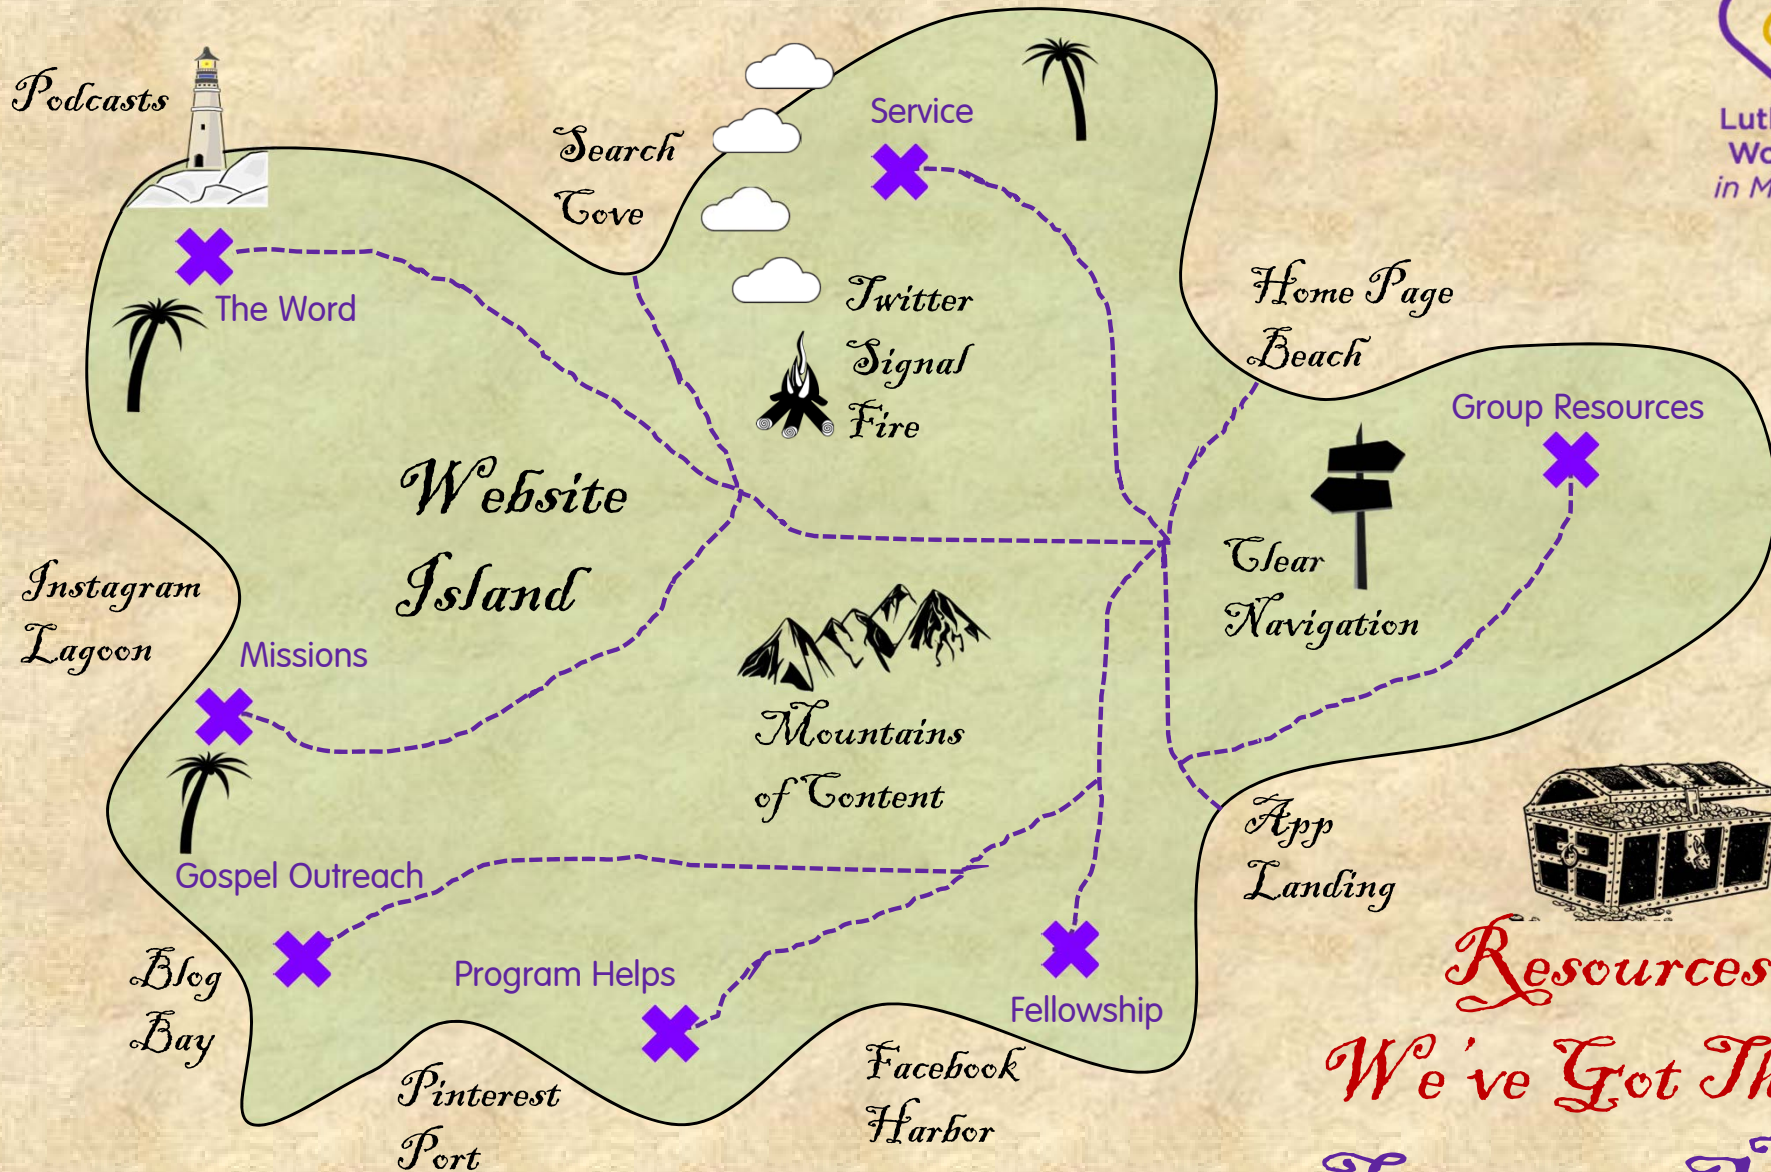 Podcasts
Search
Cove
Service
The Word
Twitter
Signal
Fire
Home Page
Beach
Group Resources
Website
Island
Clear
Navigation
Instagram
Lagoon
Missions
Mountains
of Content
App
Landing
Gospel Outreach
Blog
Bay
Program Helps
Fellowship
Pinterest
Port
Facebook
Harbor
in
Resources
We've Got